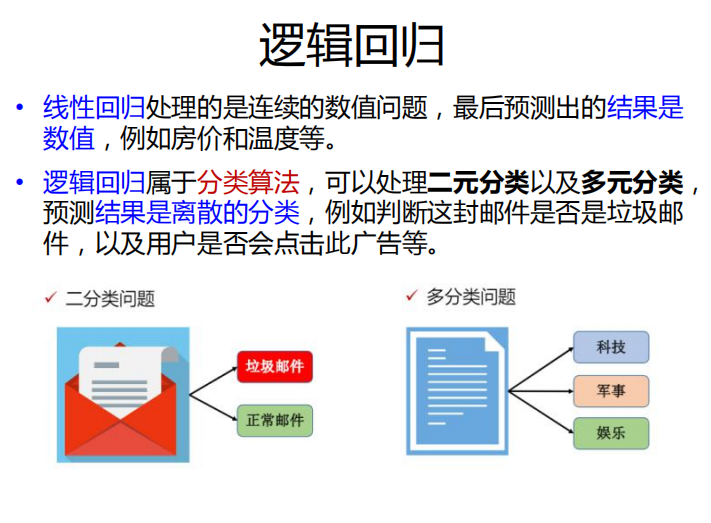 逻辑回归
• 线性回归处理的是连续的数值问题，最后预测出的结果是
数值，例如房价和温度等。
• 逻辑回归属于分类算法，可以处理二元分类以及多元分类，
预测结果是离散的分类，例如判断这封邮件是否是垃圾邮
件，以及用户是否会点击此广告等。
✓ 二分类问题
垃圾邮件
正常邮件
✓ 多分类问题
科技
军事
娱乐